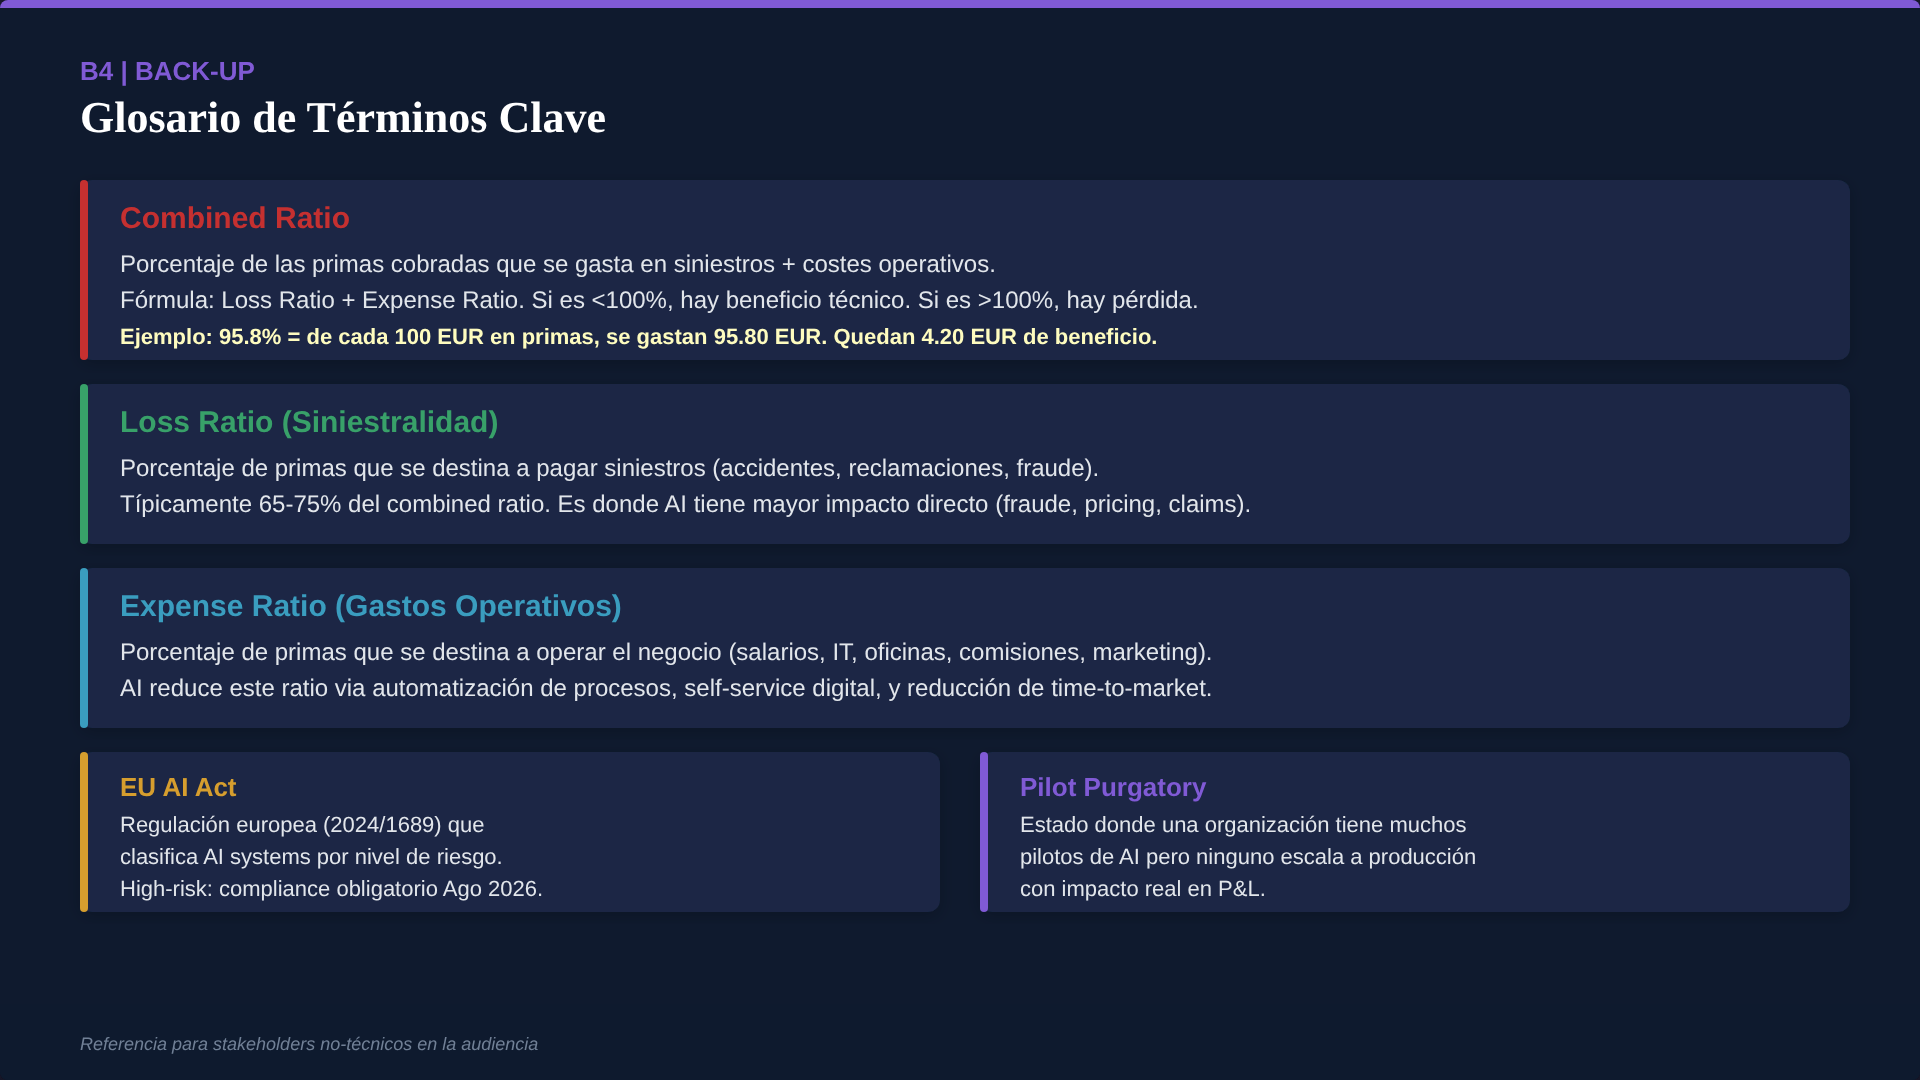 B4 | BACK-UP
Glosario de Términos Clave
Combined Ratio
Porcentaje de las primas cobradas que se gasta en siniestros + costes operativos.
Fórmula: Loss Ratio + Expense Ratio. Si es <100%, hay beneficio técnico. Si es >100%, hay pérdida.
Ejemplo: 95.8% = de cada 100 EUR en primas, se gastan 95.80 EUR. Quedan 4.20 EUR de beneficio.
Loss Ratio (Siniestralidad)
Porcentaje de primas que se destina a pagar siniestros (accidentes, reclamaciones, fraude).
Típicamente 65-75% del combined ratio. Es donde AI tiene mayor impacto directo (fraude, pricing, claims).
Expense Ratio (Gastos Operativos)
Porcentaje de primas que se destina a operar el negocio (salarios, IT, oficinas, comisiones, marketing).
AI reduce este ratio via automatización de procesos, self-service digital, y reducción de time-to-market.
EU AI Act
Regulación europea (2024/1689) que
clasifica AI systems por nivel de riesgo.
High-risk: compliance obligatorio Ago 2026.
Pilot Purgatory
Estado donde una organización tiene muchos
pilotos de AI pero ninguno escala a producción
con impacto real en P&L.
Referencia para stakeholders no-técnicos en la audiencia